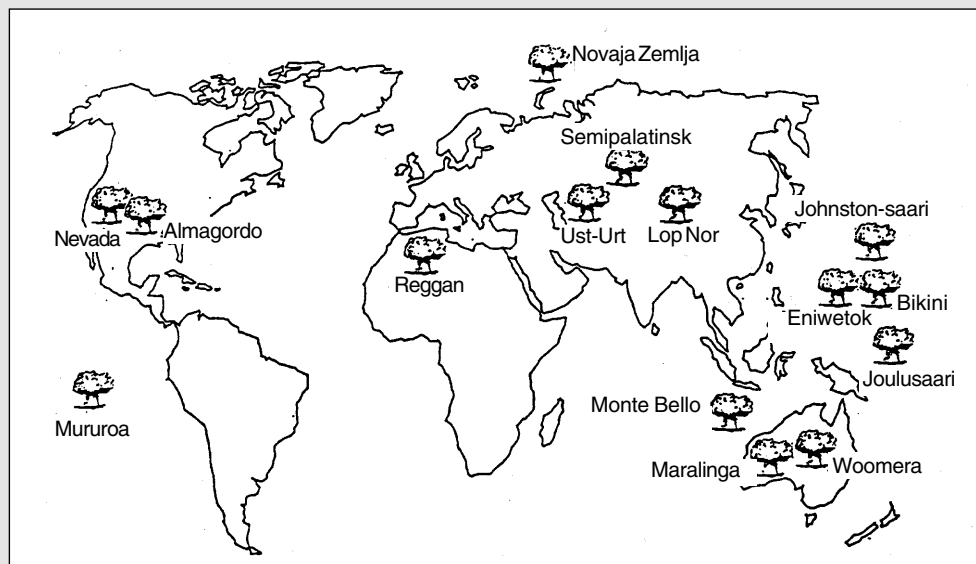 Novaja Zemlja
Semipalatinsk
Johnston-saari
Nevada
Almagordo
Ust-Urt
Lop Nor
Reggan
Eniwetok
Bikini
Joulusaari
Monte Bello
Mururoa
Maralinga
Woomera